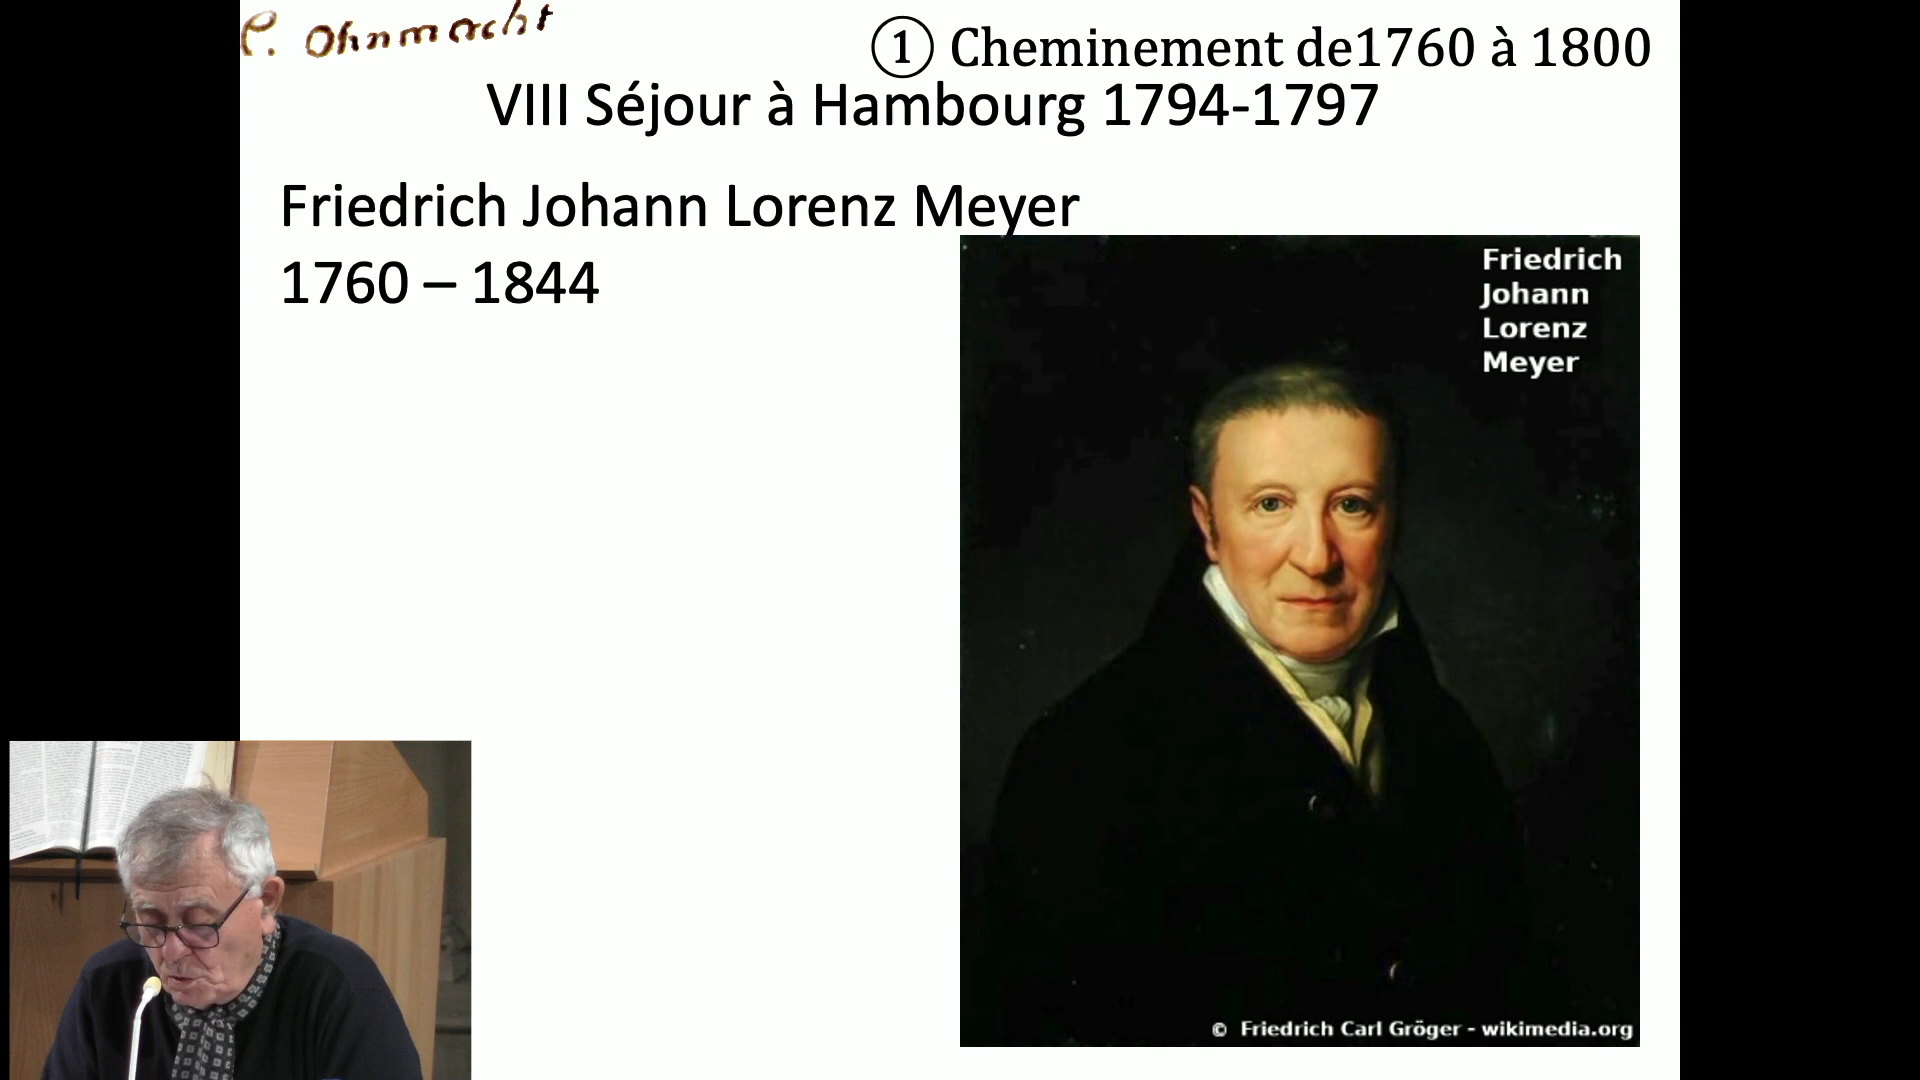 Ohnmacht
① Cheminement de1760 à 1800
VIII Séjour à Hambourg 1794-1797
Friedrich Johann Lorenz Meyer
1760 – 1844
Friedrich
Johann
Lorenz
Meyer
© Friedrich Carl Gröger - wikimedia.org